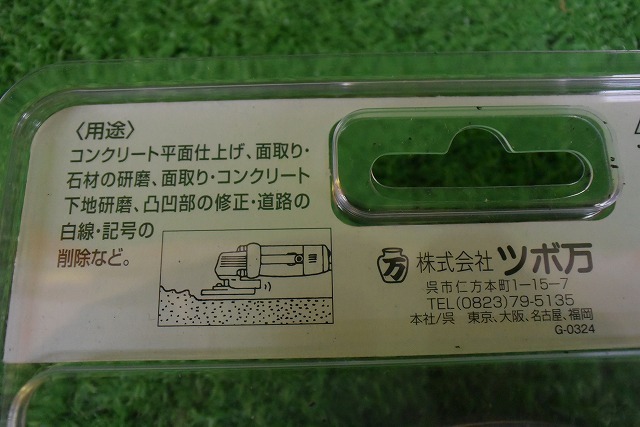 〈用途〉
コンクリート平面仕上げ、面取り・
石材の研磨、面取り・コンクリート
下地研磨、凸凹部の修正・道路の
白線・記号の
削除など。
万 株式会社 ツボ万
呉市仁方本町1-15-7
TEL(0823)79-5135
本社/呉 東京、大阪、名古屋、福岡
G-0324